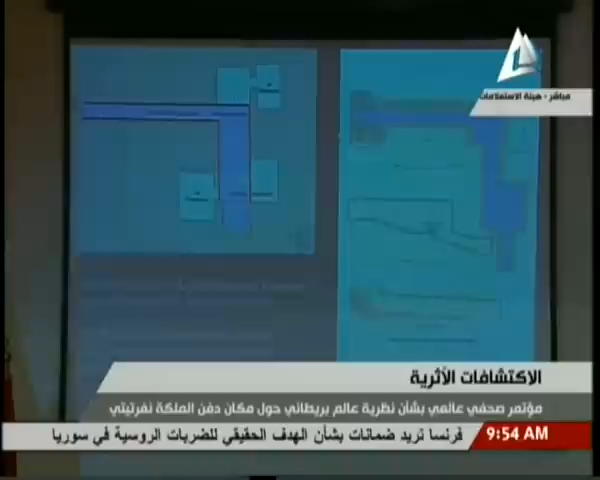 مباشر - هيئة الاستعلامات
الاكتشافات الأثرية
مؤتمر صحفي عالمي بشأن نظرية عالم بريطاني حول مكان دفن الملكة نفرتيتي
فرنسا تريد ضمانات بشأن الهدف الحقيقي للضربات الروسية في سوريا
9:54 AM